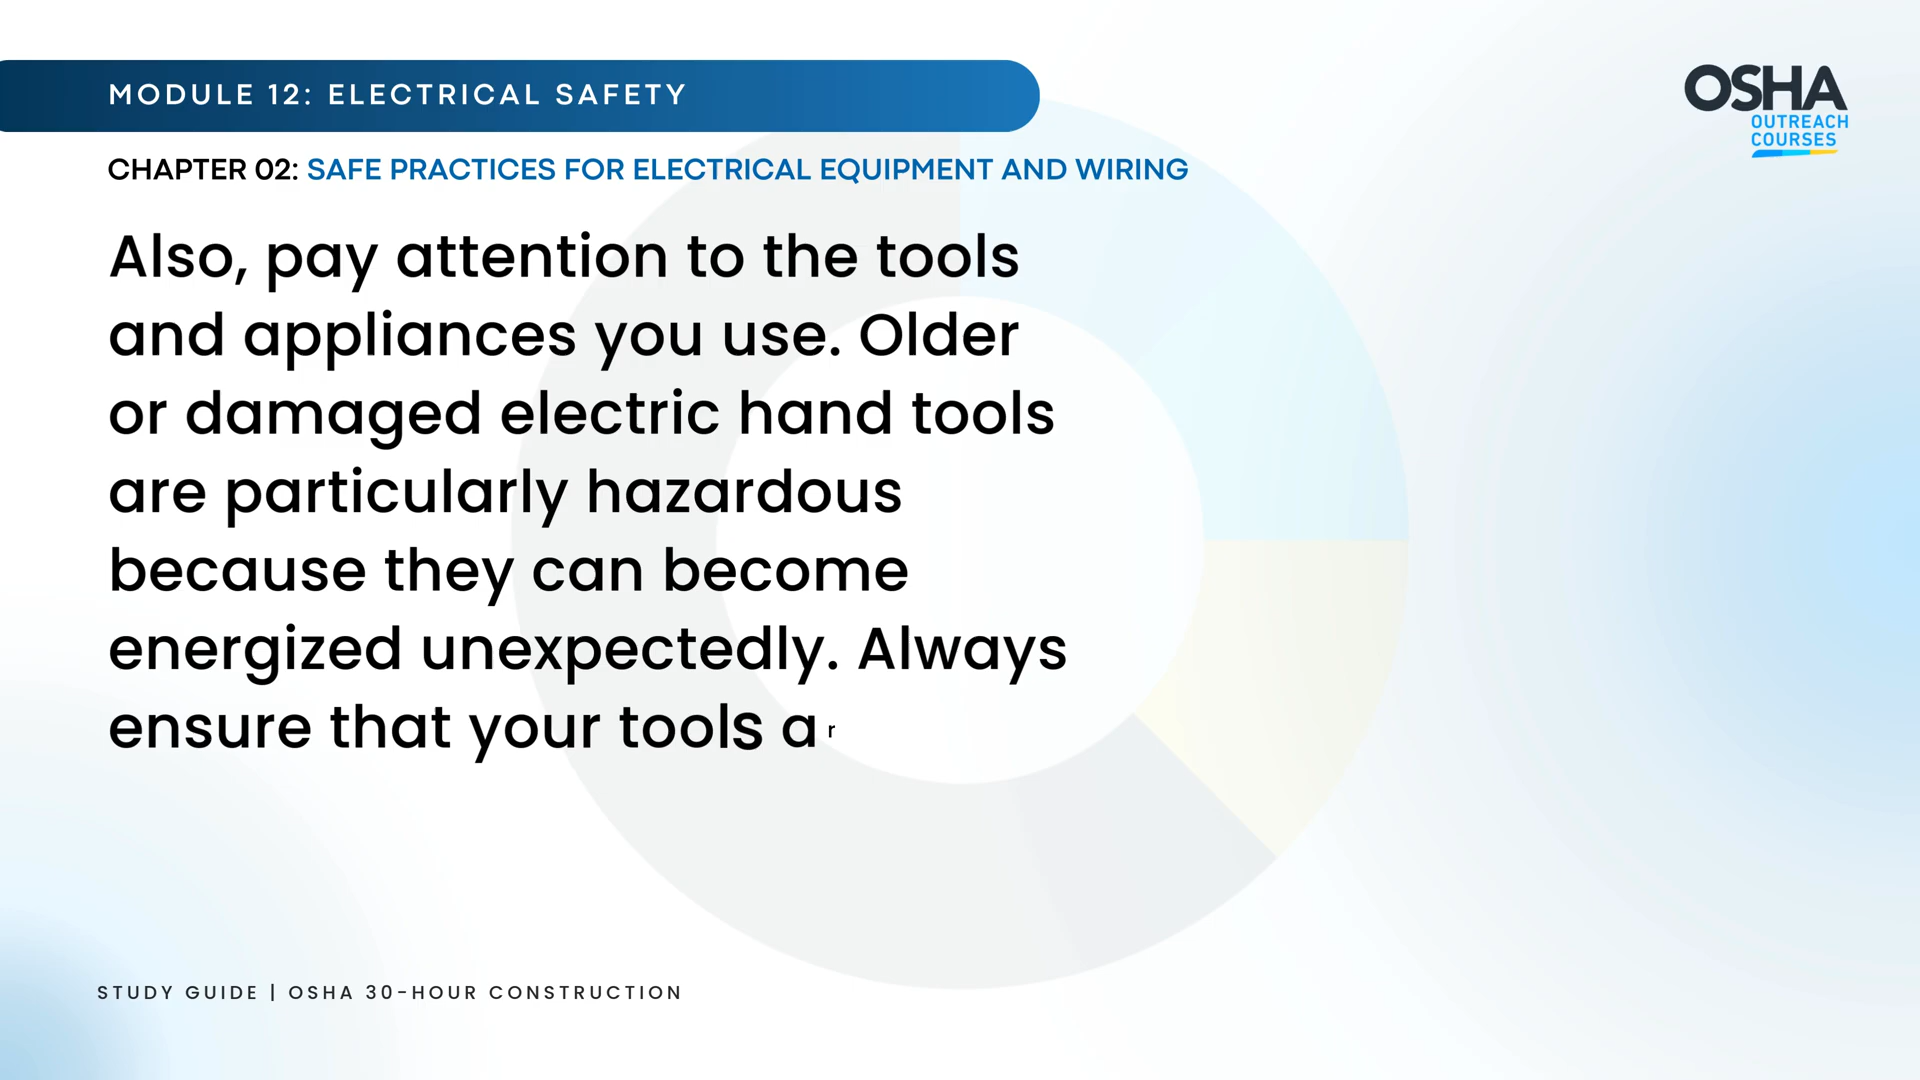 MODULE 12: ELECTRICAL SAFETY
OSHA
OUTREACH
COURSES
CHAPTER 02: SAFE PRACTICES FOR ELECTRICAL EQUIPMENT AND WIRING
Also, pay attention to the tools
and appliances you use. Older
or damaged electric hand tools
are particularly hazardous
because they can become
energized unexpectedly. Always
ensure that your tools ar
STUDY GUIDE | OSHA 30-HOUR CONSTRUCTION